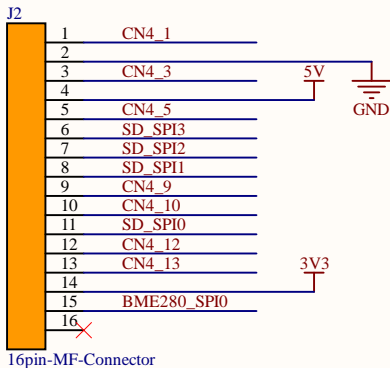 J2
1 CN4_1
2
3 CN4_3
4 5V
GND
5 CN4_5
6 SD_SPI3
7 SD_SPI2
8 SD_SPI1
9 CN4_9
10 CN4_10
11 SD_SPI0
12 CN4_12
13 CN4_13
14 3V3
15 BME280_SPI0
16
16pin-MF-Connector